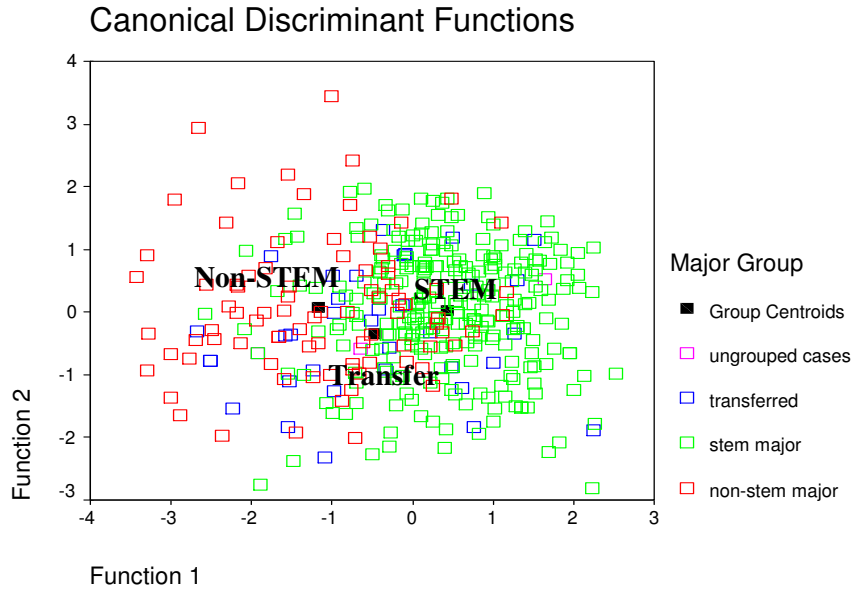 Canonical Discriminant Functions
4
3
2
1
0
-1
-2
-3
-4 -3 -2 -1 0 1 2 3
Function 2
Function 1
Non-STEM
STEM
Transfer
Major Group
Group Centroids
ungrouped cases
transferred
stem major
non-stem major